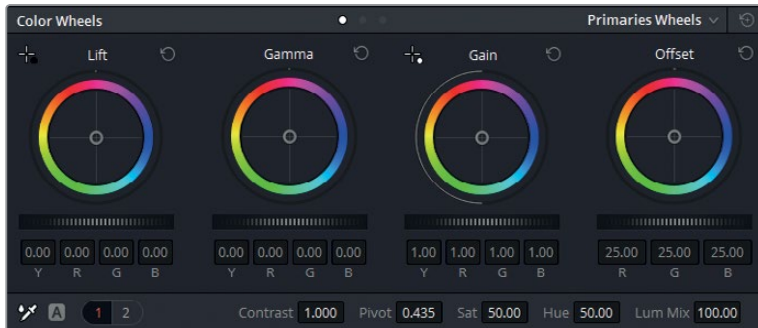 Color Wheels Primaries Wheels
Lift Gamma Gain Offset
0.00 0.00 0.00 0.00 0.00 0.00 0.00 0.00 1.00 1.00 1.00 1.00 25.00 25.00 25.00
Y R G B Y R G B Y R G B R G B
A 1 2 Contrast 1.000 Pivot 0.435 Sat 50.00 Hue 50.00 Lum Mix 100.00